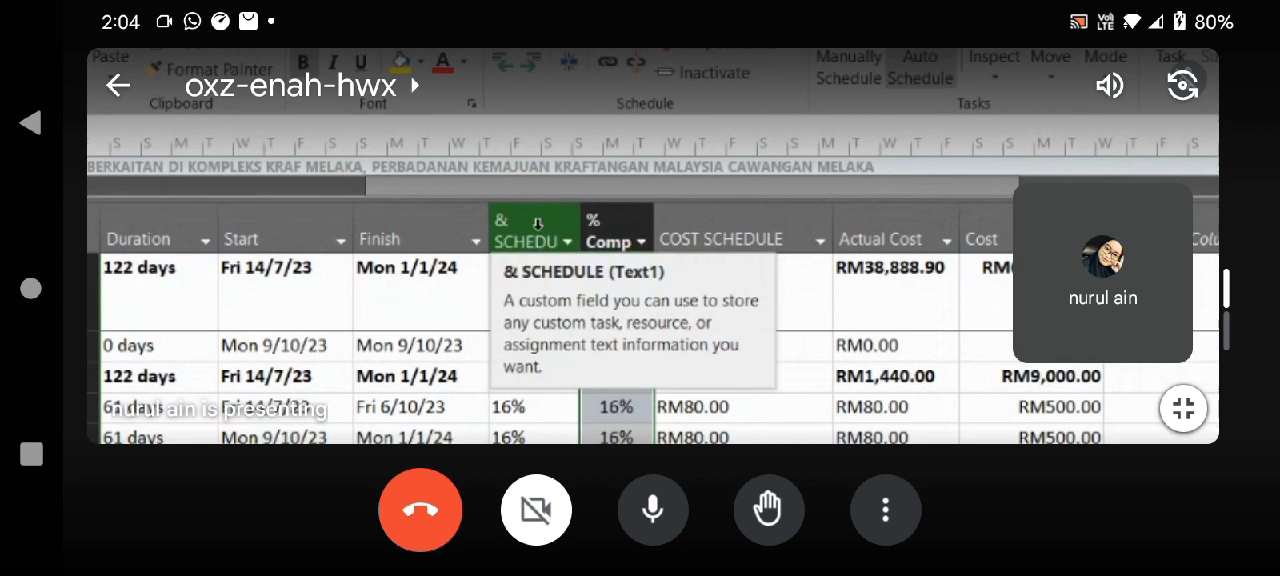 2:04
VoI LTE
80%
Paste
Format Painter
B I U A
Inactivate
Manually Schedule
Auto Schedule
Inspect
Move
Mode
Task
oxz-enah-hwx
Clipboard
Font
Schedule
Tasks
S S M T W T F S S M T W T F S S M T W T F S S M T W T F S S M T W T F S
BERKAITAN DI KOMPLEKS KRAF MELAKA, PERBADANAN KEMAJUAN KRAFTANGAN MALAYSIA CAWANGAN MELAKA
Duration Start Finish & SCHEDU % Comp COST SCHEDULE Actual Cost Cost
122 days Fri 14/7/23 Mon 1/1/24 RM38,888.90
& SCHEDULE (Text1)
A custom field you can use to store
any custom task, resource, or
assignment text information you
want.
0 days Mon 9/10/23 Mon 9/10/23 RM0.00
122 days Fri 14/7/23 Mon 1/1/24 RM1,440.00 RM9,000.00
61 days Fri 6/10/23 16% 16% RM80.00 RM80.00 RM500.00
nurul ain is presenting
61 days Mon 9/10/23 Mon 1/1/24 16% 16% RM80.00 RM80.00 RM500.00
nurul ain